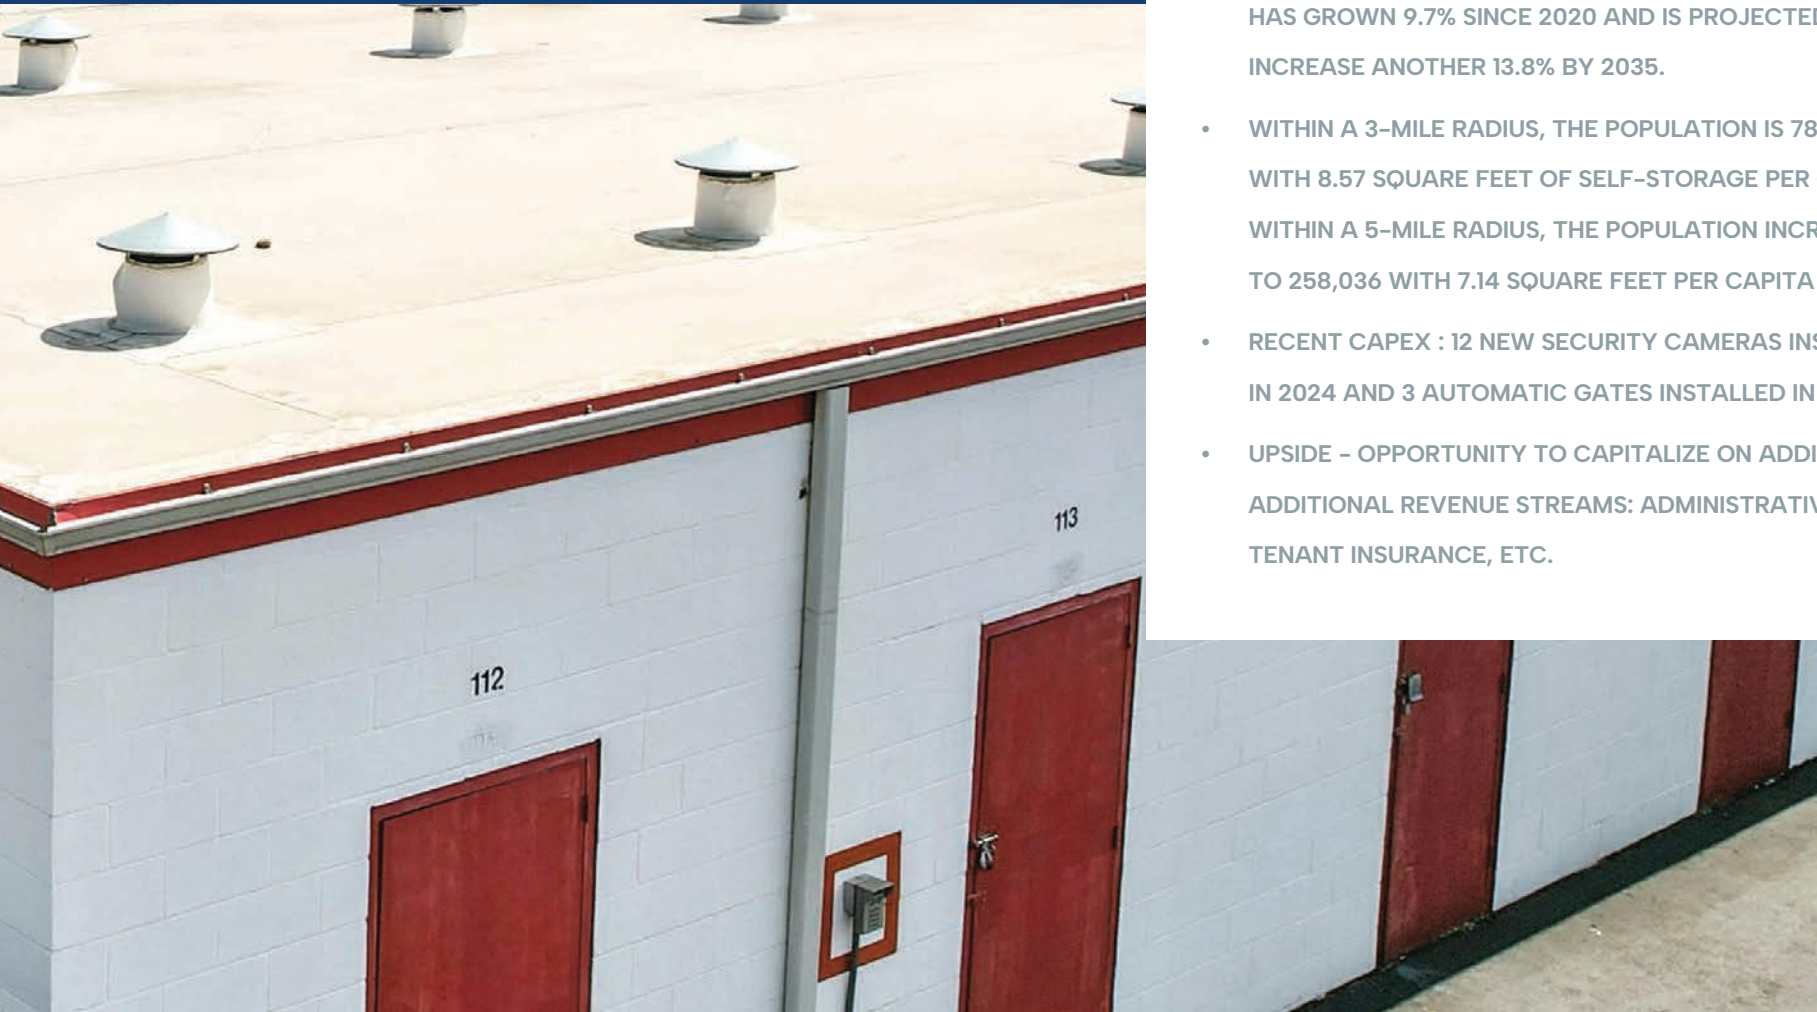 HAS GROWN 9.7% SINCE 2020 AND IS PROJECTED
INCREASE ANOTHER 13.8% BY 2035.
• WITHIN A 3-MILE RADIUS, THE POPULATION IS 78
WITH 8.57 SQUARE FEET OF SELF-STORAGE PER
WITHIN A 5-MILE RADIUS, THE POPULATION INCR
TO 258,036 WITH 7.14 SQUARE FEET PER CAPITA
• RECENT CAPEX : 12 NEW SECURITY CAMERAS INS
IN 2024 AND 3 AUTOMATIC GATES INSTALLED IN
• UPSIDE – OPPORTUNITY TO CAPITALIZE ON ADDI
ADDITIONAL REVENUE STREAMS: ADMINISTRATIV
TENANT INSURANCE, ETC.
113
112